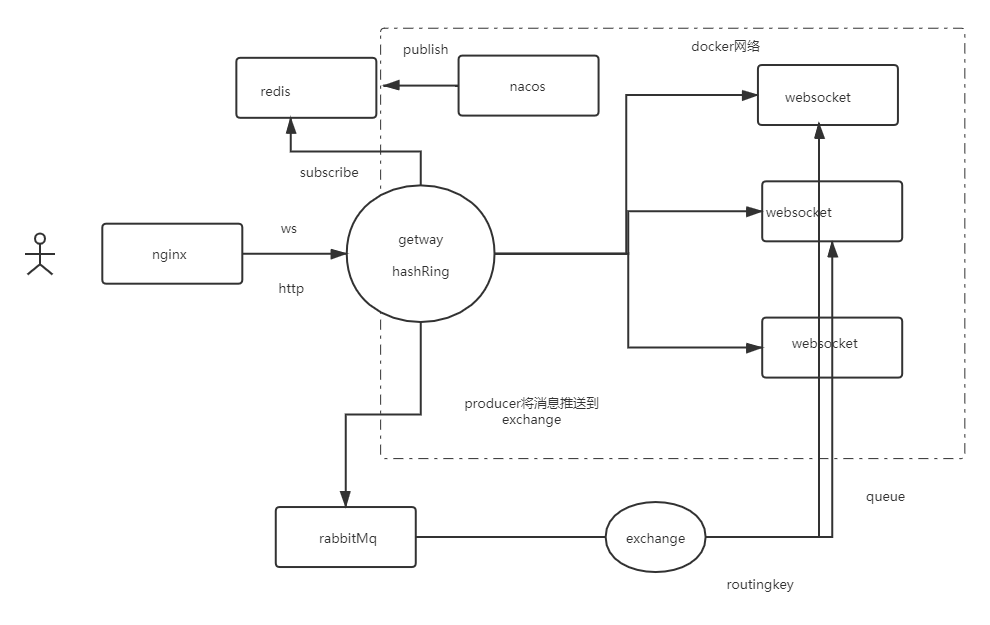 publish
docker网络
redis
nacos
websocket
subscribe
websocket
ws
getway
nginx
hashRing
http
websocket
producer将消息推送到
exchange
queue
rabbitMq
exchange
routingkey